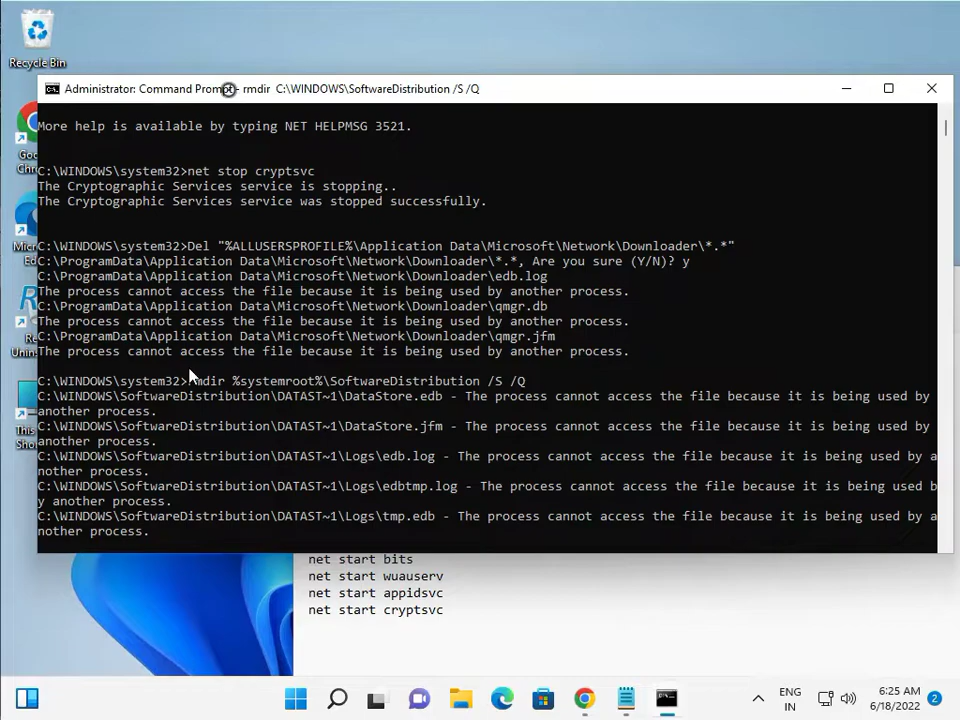 Recycle Bin
Administrator: Command Prompt - rmdir C:\WINDOWS\SoftwareDistribution /S /Q
More help is available by typing NET HELPMSG 3521.
C:\WINDOWS\system32>net stop cryptsvc
The Cryptographic Services service is stopping..
The Cryptographic Services service was stopped successfully.
C:\WINDOWS\system32>Del "%ALLUSERSPROFILE%\Application Data\Microsoft\Network\Downloader\*.*"
C:\ProgramData\Application Data\Microsoft\Network\Downloader\*.*, Are you sure (Y/N)? y
C:\ProgramData\Application Data\Microsoft\Network\Downloader\edb.log
The process cannot access the file because it is being used by another process.
C:\ProgramData\Application Data\Microsoft\Network\Downloader\qmgr.db
The process cannot access the file because it is being used by another process.
C:\ProgramData\Application Data\Microsoft\Network\Downloader\qmgr.jfm
The process cannot access the file because it is being used by another process.
C:\WINDOWS\system32>rmdir %systemroot%\SoftwareDistribution /S /Q
C:\WINDOWS\SoftwareDistribution\DATAST~1\DataStore.edb - The process cannot access the file because it is being used by
another process.
C:\WINDOWS\SoftwareDistribution\DATAST~1\DataStore.jfm - The process cannot access the file because it is being used by
another process.
C:\WINDOWS\SoftwareDistribution\DATAST~1\Logs\edb.log - The process cannot access the file because it is being used by a
nother process.
C:\WINDOWS\SoftwareDistribution\DATAST~1\Logs\edbtmp.log - The process cannot access the file because it is being used b
y another process.
C:\WINDOWS\SoftwareDistribution\DATAST~1\Logs\tmp.edb - The process cannot access the file because it is being used by a
nother process.
net start bits
net start wuauserv
net start appidsvc
net start cryptsvc
ENG
IN
6:25 AM
6/18/2022
2